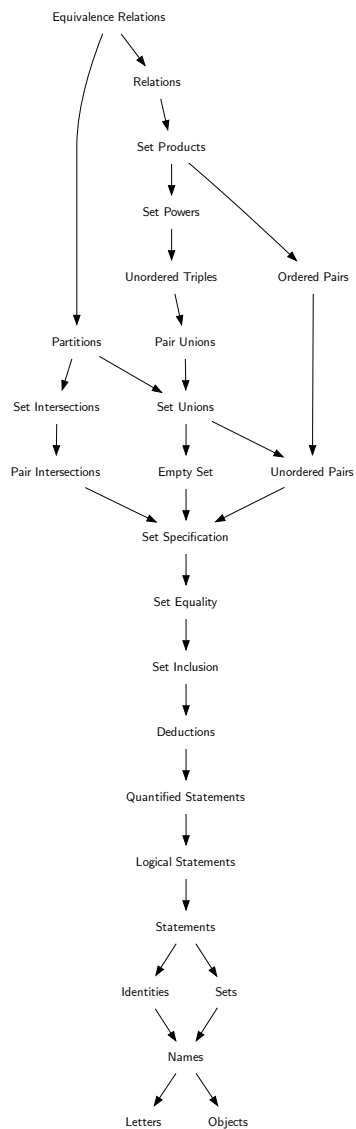 Equivalence Relations
Relations
Set Products
Set Powers
Unordered Triples
Ordered Pairs
Partitions
Pair Unions
Set Intersections
Set Unions
Pair Intersections
Empty Set
Unordered Pairs
Set Specification
Set Equality
Set Inclusion
Deductions
Quantified Statements
Logical Statements
Statements
Identities
Sets
Names
Letters
Objects